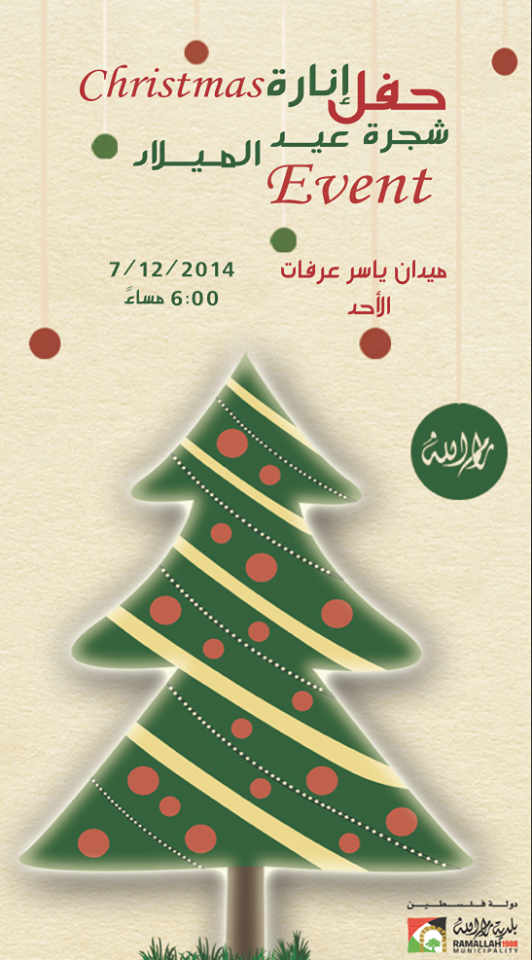 حفل إنارة Christmas
شجرة عيد الميلاد
Event
ميدان ياسر عرفات
الأحد
7/12/2014
6:00 مساءً
رام الله
دولة فلسطين
بلدية رام الله
RAMALLAH 1908
MUNICIPALITY